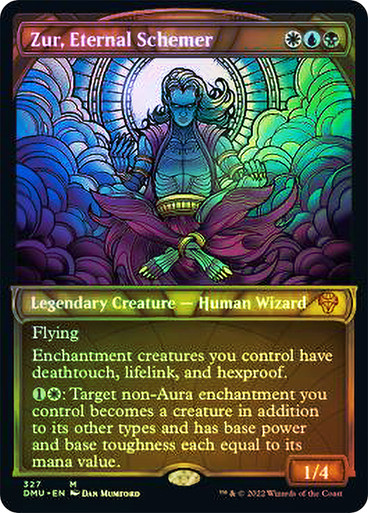 Zur, Eternal Schemer
Legendary Creature — Human Wizard
Flying
Enchantment creatures you control have
deathtouch, lifelink, and hexproof.
1W: Target non-Aura enchantment you
control becomes a creature in addition
to its other types and has base power
and base toughness each equal to its
mana value.
1/4
327 M
DMU • EN Dan Mumford
™ & © 2022 Wizards of the Coast